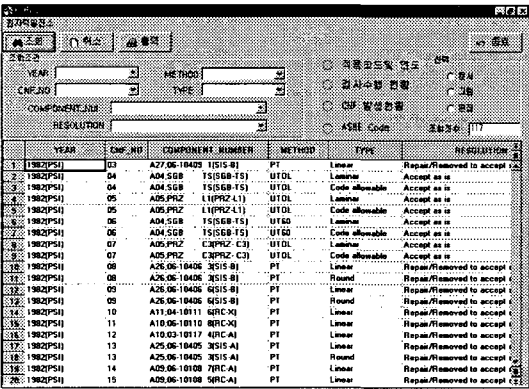 원자력발전소
조회 취소 출력 종료
조회조건
YEAR METHOD
CNF_NO TYPE
COMPONENT_NUM
RESOLUTION
적용코드및 연도
검사수행 현황
CNF 발생현황
ASME Code
선택
문서
그림
편집
조회건수 117
YEAR CNF_NO COMPONENT_NUMBER METHOD TYPE RESOLUTION
1 1982(PSI) 03 A27,06-10405 1(SIS-B) PT Linear Repair/Removed to accept
2 1982(PSI) 04 A04,SGB TS(SGB-TS) UTOL Laminar Accept as is
3 1982(PSI) 04 A04,SGB TS(SGB-TS) UTOL Code allowable Accept as is
4 1982(PSI) 05 A05,PRZ L1(PRZ-L1) UTOL Laminar Accept as is
5 1982(PSI) 05 A05,PRZ L1(PRZ-L1) UTOL Code allowable Accept as is
6 1982(PSI) 06 A04,SGB TS(SGB-TS) UT60 Laminar Accept as is
7 1982(PSI) 06 A04,SGB TS(SGB-TS) UT60 Code allowable Accept as is
8 1982(PSI) 07 A05,PRZ C3(PRZ-C3) UTOL Laminar Accept as is
9 1982(PSI) 07 A05,PRZ C3(PRZ-C3) UTOL Code allowable Accept as is
10 1982(PSI) 08 A26,06-10406 3(SIS-B) PT Linear Repair/Removed to accept
11 1982(PSI) 08 A26,06-10406 3(SIS-B) PT Round Repair/Removed to accept
12 1982(PSI) 09 A26,06-10406 6(SIS-B) PT Linear Repair/Removed to accept
13 1982(PSI) 09 A26,06-10406 6(SIS-B) PT Round Repair/Removed to accept
14 1982(PSI) 10 A11,04-10111 6(RC-X) PT Linear Repair/Removed to accept
15 1982(PSI) 11 A10,06-10110 8(RC-X) PT Linear Repair/Removed to accept
16 1982(PSI) 12 A10,03-10117 4(RC-A) PT Linear Repair/Removed to accept
17 1982(PSI) 13 A25,06-10405 3(SIS-A) PT Linear Repair/Removed to accept
18 1982(PSI) 13 A25,06-10405 3(SIS-A) PT Round Repair/Removed to accept
19 1982(PSI) 14 A09,06-10108 5(RC-A) PT Linear Repair/Removed to accept
20 1982(PSI) 15 A09,06-10108 6(RC-A) PT Linear Repair/Removed to accept